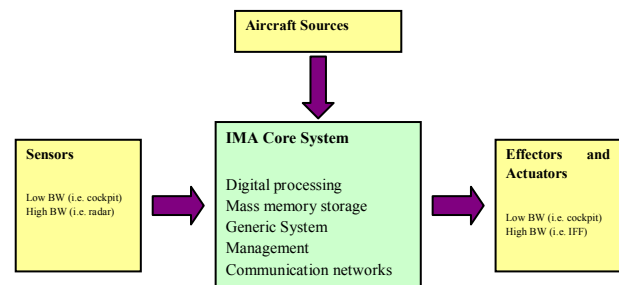 Aircraft Sources
Sensors
Low BW (i.e. cockpit)
High BW (i.e. radar)
IMA Core System
Digital processing
Mass memory storage
Generic System
Management
Communication networks
Effectors and
Actuators
Low BW (i.e. cockpit)
High BW (i.e. IFF)